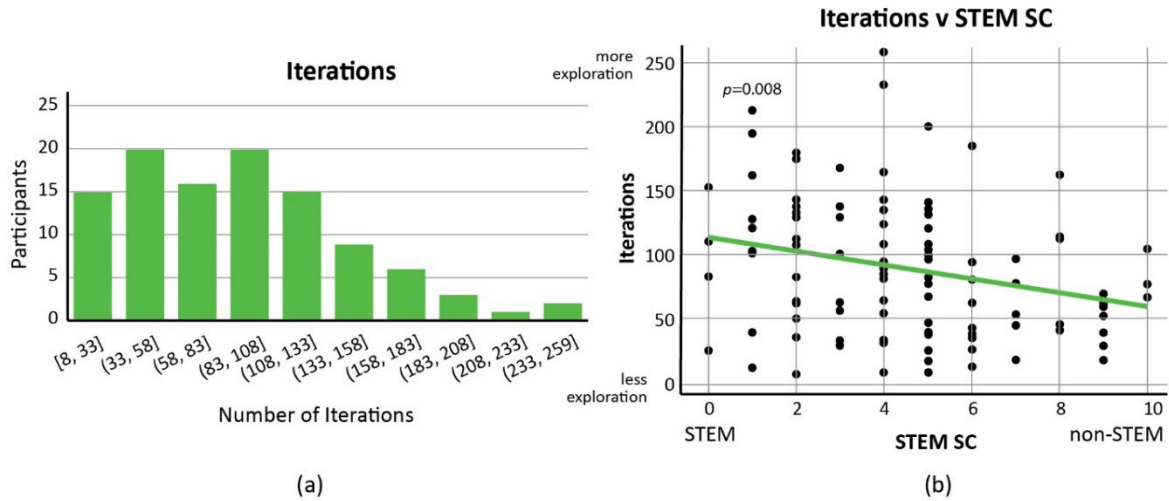 Iterations
25
20
15
10
5
0
Participants
[8, 33]
(33, 58]
(58, 83]
(83, 108]
(108, 133]
(133, 158]
(158, 183]
(183, 208]
(208, 233]
(233, 259]
Number of Iterations
(a)
Iterations v STEM SC
more
exploration
250
200
150
100
50
0
less
exploration
Iterations
p=0.008
0
2
4
6
8
10
STEM
STEM SC
non-STEM
(b)